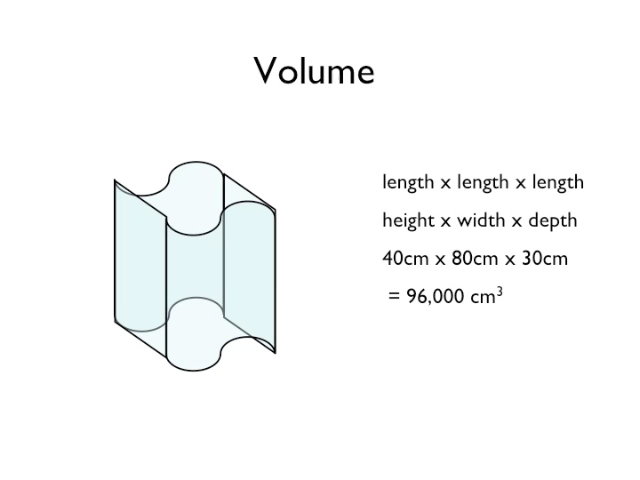 Volume
length x length x length
height x width x depth
40cm x 80cm x 30cm
= 96,000 cm³